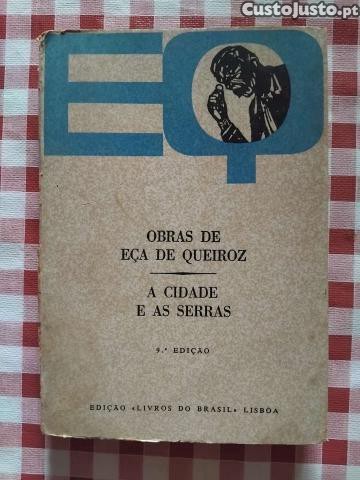 CustoJusto.pt
EQ
OBRAS DE
EÇA DE QUEIROZ
A CIDADE
E AS SERRAS
9.ª EDIÇÃO
EDIÇÃO «LIVROS DO BRASIL» LISBOA